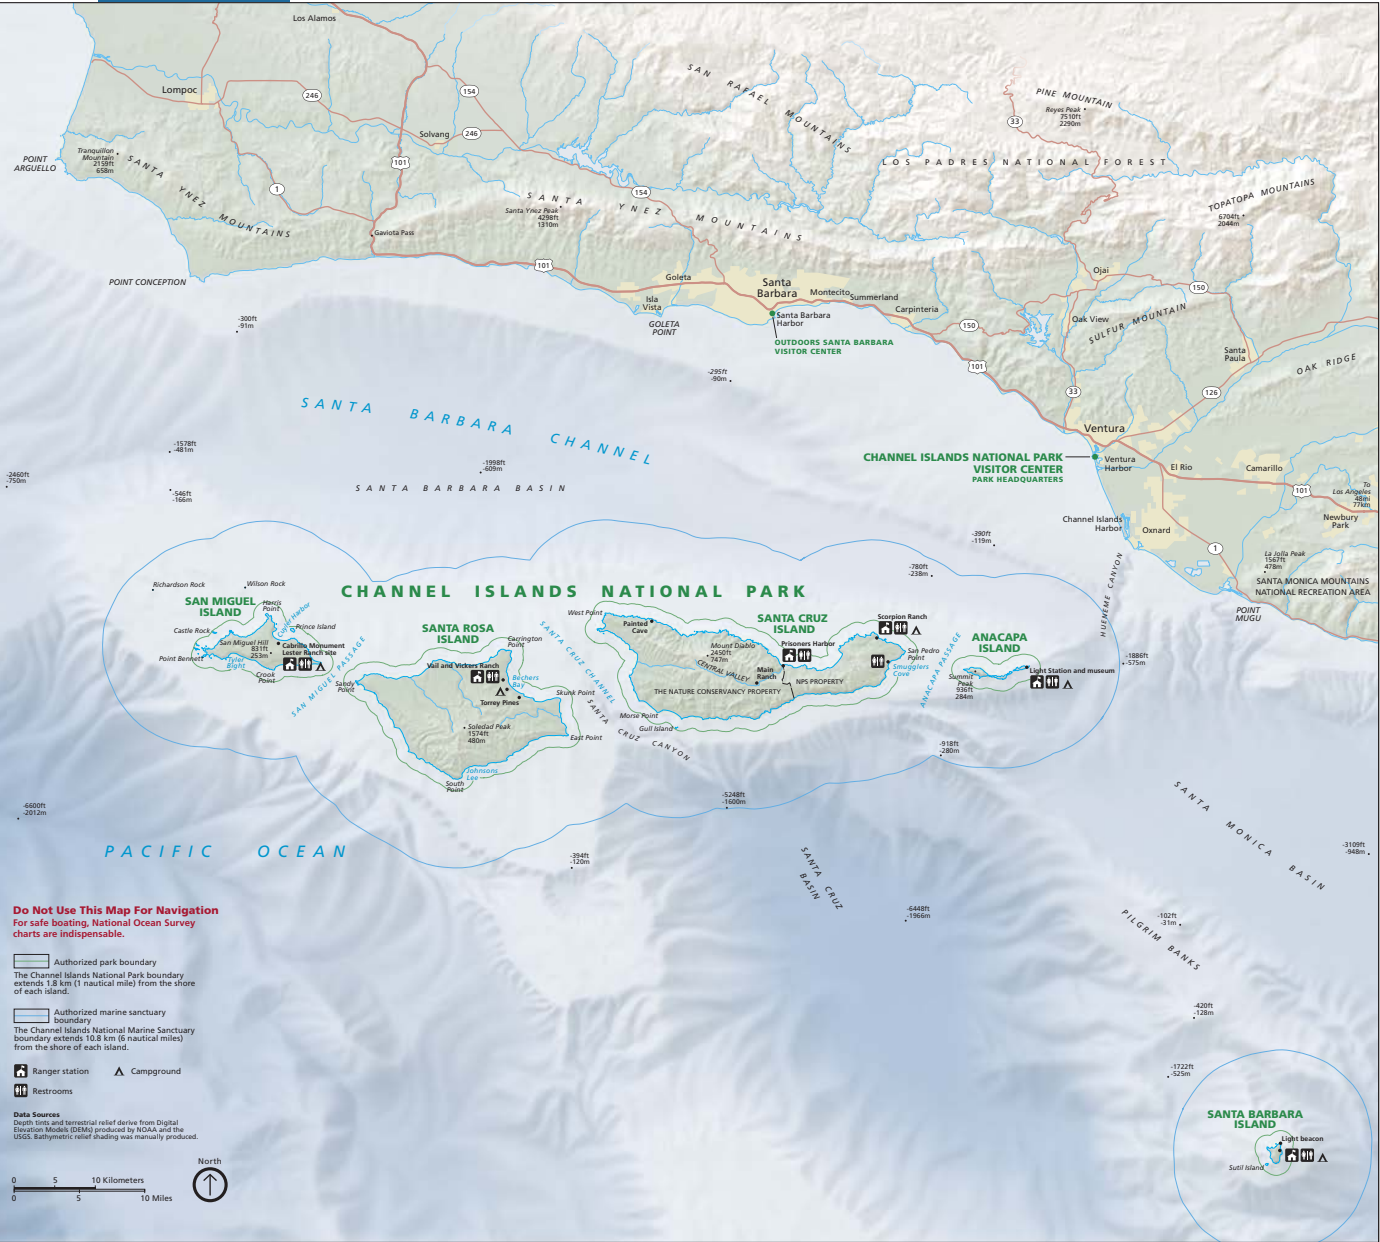 Los Alamos
Lompoc
246
154
Solvang
246
101
1
POINT
ARGUELLO
Tranquillon
Mountain
2159ft
658m
SANTA YNEZ MOUNTAINS
Gaviota Pass
POINT CONCEPTION
SAN RAFAEL MOUNTAINS
PINE MOUNTAIN
Reyes Peak
7510ft
2290m
33
LOS PADRES NATIONAL FOREST
TOPATOPA MOUNTAINS
6704ft
2044m
154
SANTA YNEZ MOUNTAINS
Santa Ynez Peak
4298ft
1310m
101
Goleta
Isla
Vista
GOLETA
POINT
Santa
Barbara
Montecito
Summerland
Carpinteria
Santa Barbara
Harbor
OUTDOORS SANTA BARBARA
VISITOR CENTER
150
101
Ojai
150
Oak View
SULFUR MOUNTAIN
Santa
Paula
OAK RIDGE
33
126
Ventura
CHANNEL ISLANDS NATIONAL PARK
VISITOR CENTER
PARK HEADQUARTERS
Ventura
Harbor
El Rio
Camarillo
101
To
Los Angeles
48mi
77km
Newbury
Park
Channel Islands
Harbor
Oxnard
1
La Jolla Peak
1567ft
478m
SANTA MONICA MOUNTAINS
NATIONAL RECREATION AREA
POINT
MUGU
HUENEME CANYON
-300ft
-91m
-295ft
-90m
SANTA BARBARA CHANNEL
-1578ft
-481m
-2460ft
-750m
-546ft
-166m
-1998ft
-609m
SANTA BARBARA BASIN
-390ft
-119m
-780ft
-238m
CHANNEL ISLANDS NATIONAL PARK
Richardson Rock
Wilson Rock
SAN MIGUEL
ISLAND
Harris
Point
Cuyler Harbor
Prince Island
Castle Rock
San Miguel Hill
831ft
253m
Cabrillo Monument
Lester Ranch site
Point Bennett
Tyler
Bight
Crook
Point
SAN MIGUEL PASSAGE
SANTA ROSA
ISLAND
Carrington
Point
Vail and Vickers Ranch
Bechers
Bay
Sandy
Point
Torrey Pines
Skunk Point
Soledad Peak
1574ft
480m
East Point
Johnsons
Lee
South
Point
SANTA CRUZ CHANNEL
SANTA CRUZ CANYON
West Point
Painted
Cave
SANTA CRUZ
ISLAND
Prisoners Harbor
Mount Diablo
2450ft
747m
CENTRAL VALLEY
Main
Ranch
THE NATURE CONSERVANCY PROPERTY
NPS PROPERTY
Morse Point
Gull Island
Scorpion Ranch
San Pedro
Point
Smugglers
Cove
ANACAPA PASSAGE
ANACAPA
ISLAND
Light Station and museum
Summit
Peak
936ft
284m
-1886ft
-575m
-918ft
-280m
-5248ft
-1600m
-6600ft
-2012m
PACIFIC OCEAN
-394ft
-120m
SANTA CRUZ
BASIN
-6448ft
-1966m
SANTA MONICA BASIN
-3109ft
-948m
PILGRIM BANKS
-102ft
-31m
-420ft
-128m
-1722ft
-525m
SANTA BARBARA
ISLAND
Light beacon
Sutil Island
Do Not Use This Map For Navigation
For safe boating, National Ocean Survey
charts are indispensable.
Authorized park boundary
The Channel Islands National Park boundary
extends 1.8 km (1 nautical mile) from the shore
of each island.
Authorized marine sanctuary
boundary
The Channel Islands National Marine Sanctuary
boundary extends 10.8 km (6 nautical miles)
from the shore of each island.
Ranger station
Campground
Restrooms
Data Sources
Depth tints and terrestrial relief derive from Digital
Elevation Models (DEMs) produced by NOAA and the
USGS. Bathymetric relief shading was manually produced.
North
0 5 10 Kilometers
0 5 10 Miles